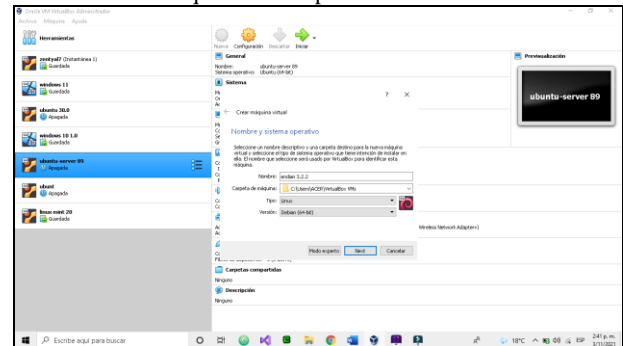 Oracle VM VirtualBox Administrador
Archivo Máquina Ayuda
Herramientas
Nueva Configuración Descartar Iniciar
zentyal7 (Instantánea 1)
Guardada
windows 11
Guardada
ubuntu 30.0
Apagada
windows 10 1.0
Guardada
ubuntu-server 89
Apagada
ubunt
Apagada
linux mint 20
Guardada
General
Nombre: ubuntu-server 89
Sistema operativo: Ubuntu (64-bit)
Sistema
Previsualización
ubuntu-server 89
? ×
Crear máquina virtual
Nombre y sistema operativo
Seleccione un nombre descriptivo y una carpeta destino para la nueva máquina
virtual y seleccione el tipo de sistema operativo que tiene intención de instalar en
ella. El nombre que seleccione será usado por VirtualBox para identificar esta
máquina.
Nombre: endian 3.2.2
Carpeta de máquina: C:\Users\ACER\VirtualBox VMs
Tipo: Linux
Versión: Debian (64-bit)
Modo experto Next Cancelar
Wireless Network Adapter»)
Carpetas compartidas
Ninguno
Descripción
Ninguno
Escribe aquí para buscar
18°C ESP 2:41 p. m.
3/11/2021